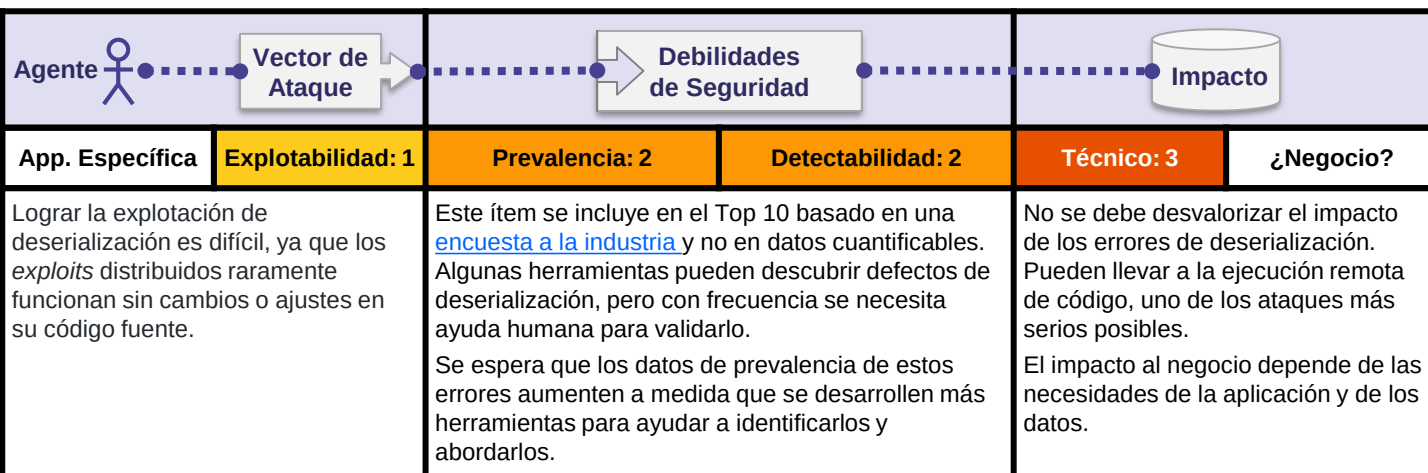 Agente
Vector de
Ataque
Debilidades
de Seguridad
Impacto
App. Específica
Explotabilidad: 1
Prevalencia: 2
Detectabilidad: 2
Técnico: 3
¿Negocio?
Lograr la explotación de
deserialización es difícil, ya que los
exploits distribuidos raramente
funcionan sin cambios o ajustes en
su código fuente.
Este ítem se incluye en el Top 10 basado en una
encuesta a la industria y no en datos cuantificables.
Algunas herramientas pueden descubrir defectos de
deserialización, pero con frecuencia se necesita
ayuda humana para validarlo.
Se espera que los datos de prevalencia de estos
errores aumenten a medida que se desarrollen más
herramientas para ayudar a identificarlos y
abordarlos.
No se debe desvalorizar el impacto
de los errores de deserialización.
Pueden llevar a la ejecución remota
de código, uno de los ataques más
serios posibles.
El impacto al negocio depende de las
necesidades de la aplicación y de los
datos.